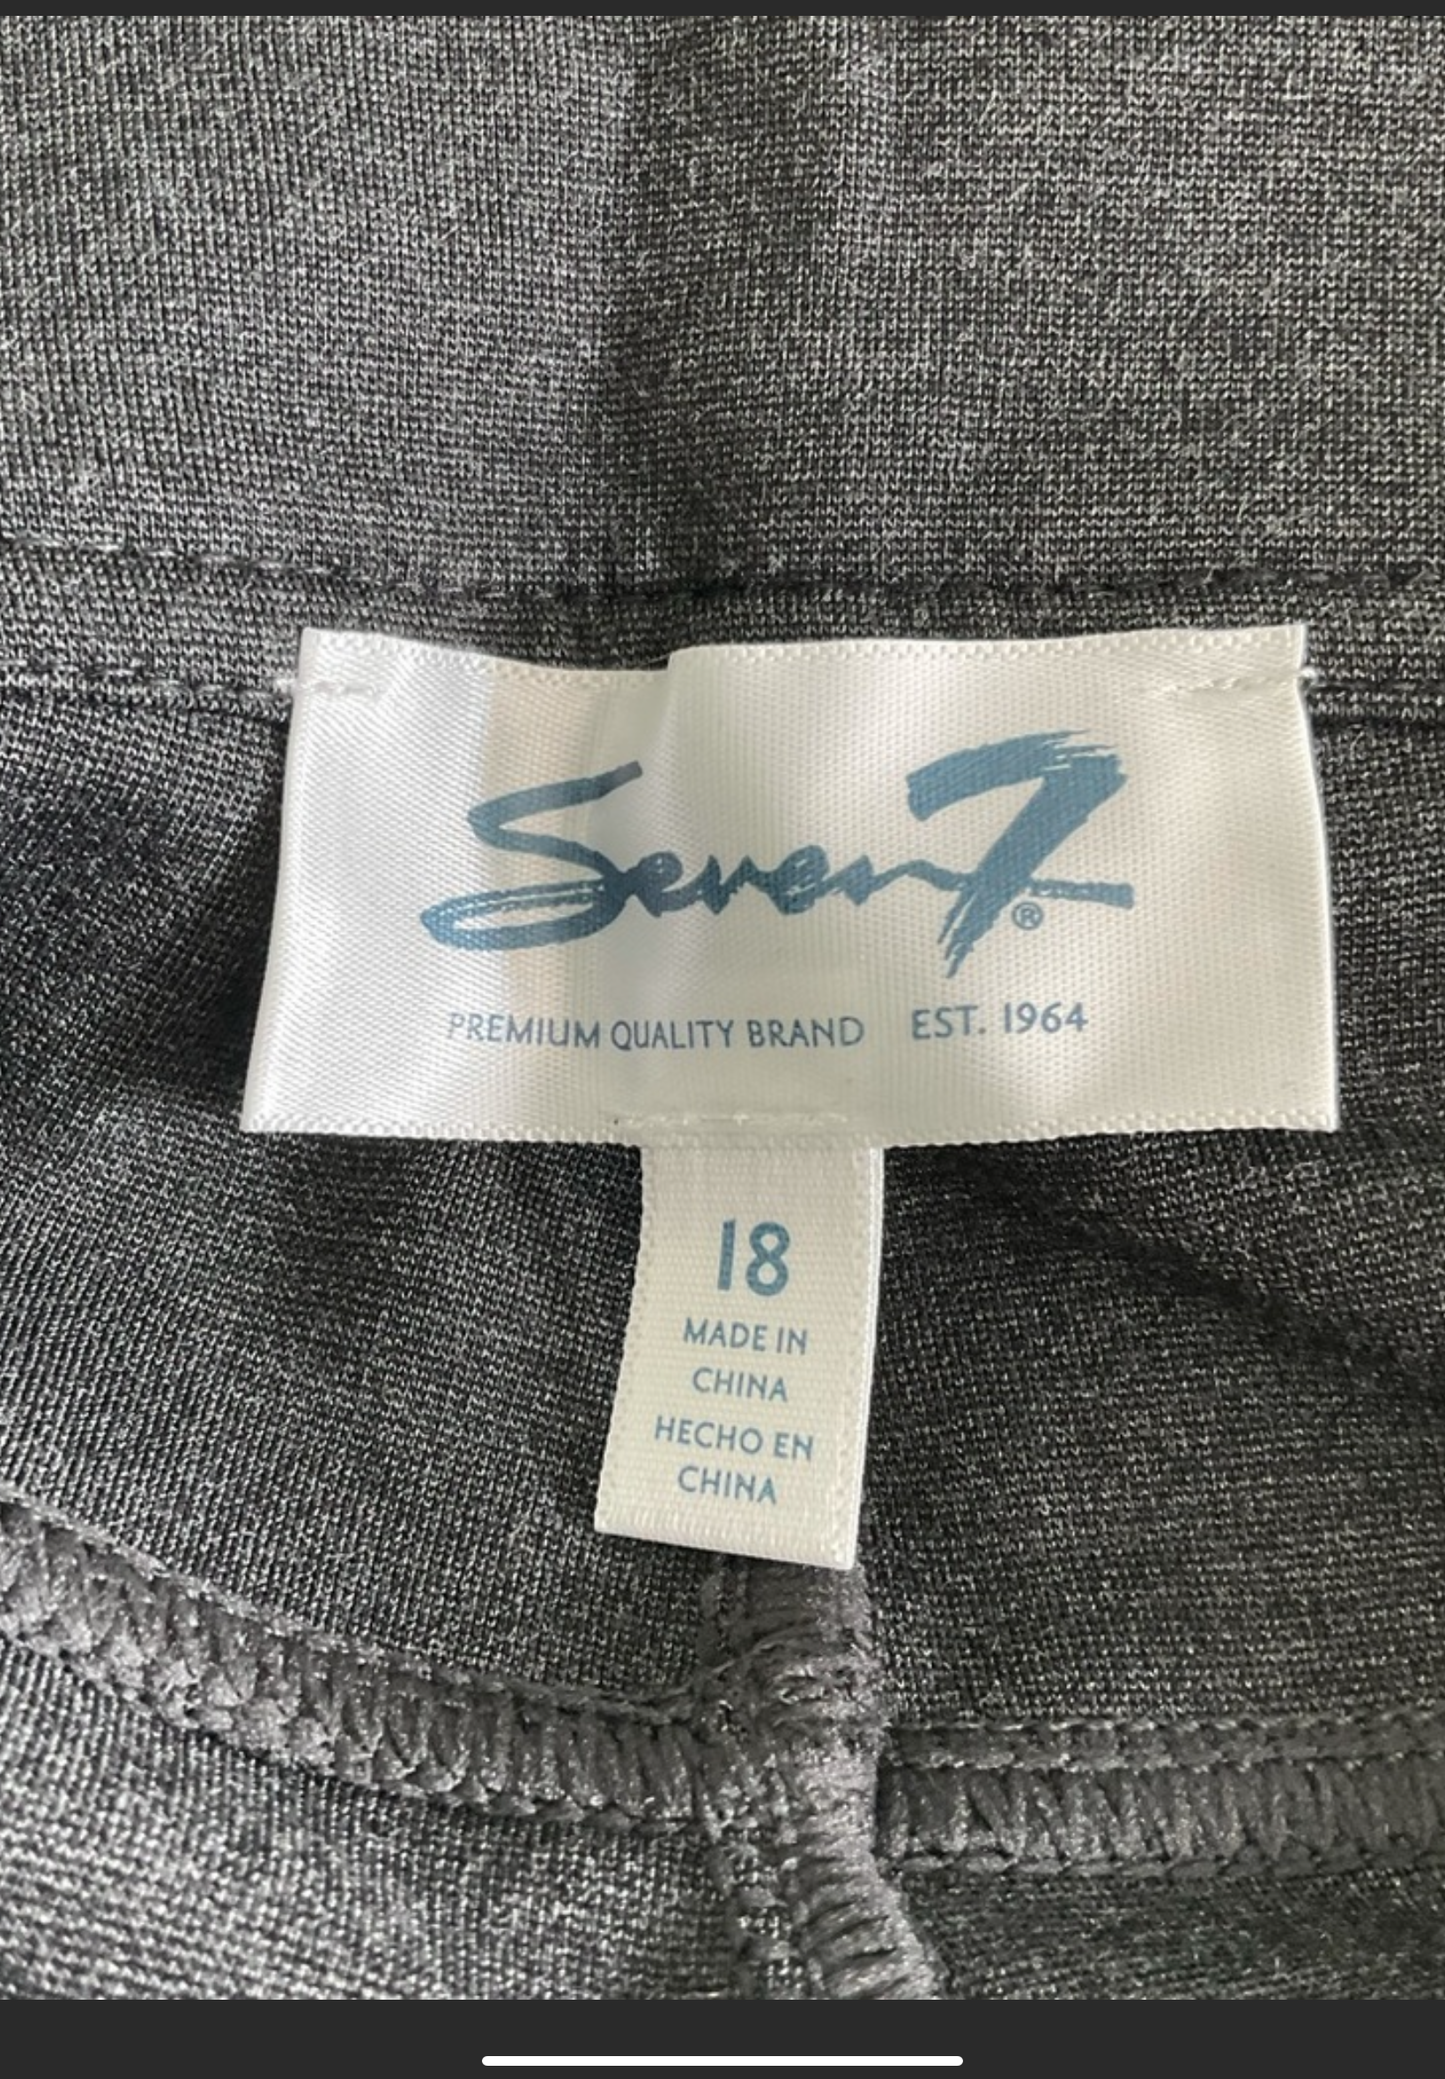 Seven7®
PREMIUM QUALITY BRAND EST. 1964
18
MADE IN
CHINA
HECHO EN
CHINA